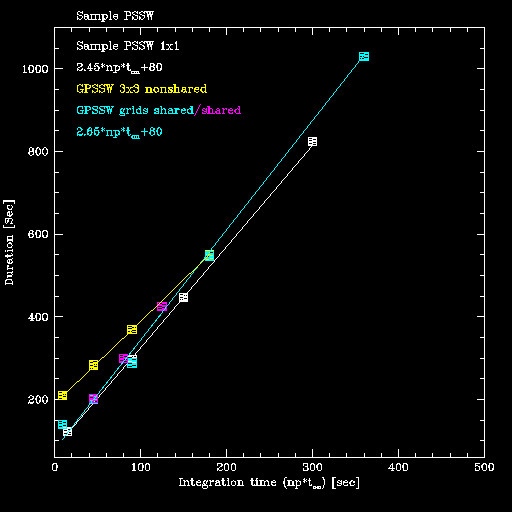 Sample PSSW
Sample PSSW 1x1
2.45*np*t_on+80
GPSSW 3x3 nonshared
GPSSW grids shared/shared
2.65*np*t_on+80
1000
800
600
400
200
Duration [sec]
0 100 200 300 400 500
Integration time (np*t_on) [sec]